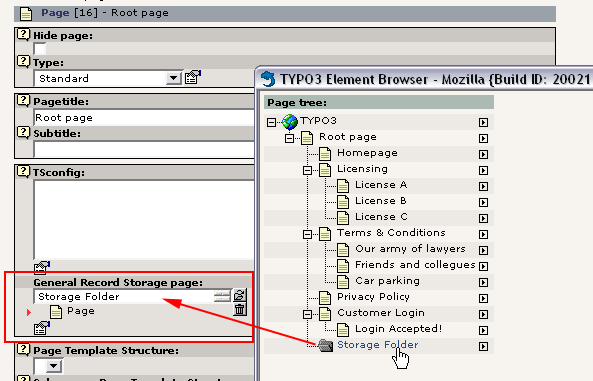 Page [16] - Root page
Hide page:
Type:
Standard
Pagetitle:
Root page
Subtitle:
TSconfig:
General Record Storage page:
Storage Folder
Page
Page Template Structure:
TYPO3 Element Browser - Mozilla {Build ID: 20021
Page tree:
TYPO3
Root page
Homepage
Licensing
License A
License B
License C
Terms & Conditions
Our army of lawyers
Friends and collegues
Car parking
Privacy Policy
Customer Login
Login Accepted!
Storage Folder